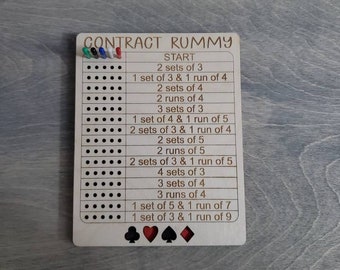 CONTRACT RUMMY
START
2 sets of 3
1 set of 3 & 1 run of 4
2 sets of 4
2 runs of 4
3 sets of 3
1 set of 4 & 1 run of 5
2 sets of 3 & 1 run of 4
2 sets of 5
2 runs of 5
2 sets of 3 & 1 run of 5
4 sets of 3
3 sets of 4
3 runs of 4
1 set of 5 & 1 run of 7
1 set of 3 & 1 run of 9